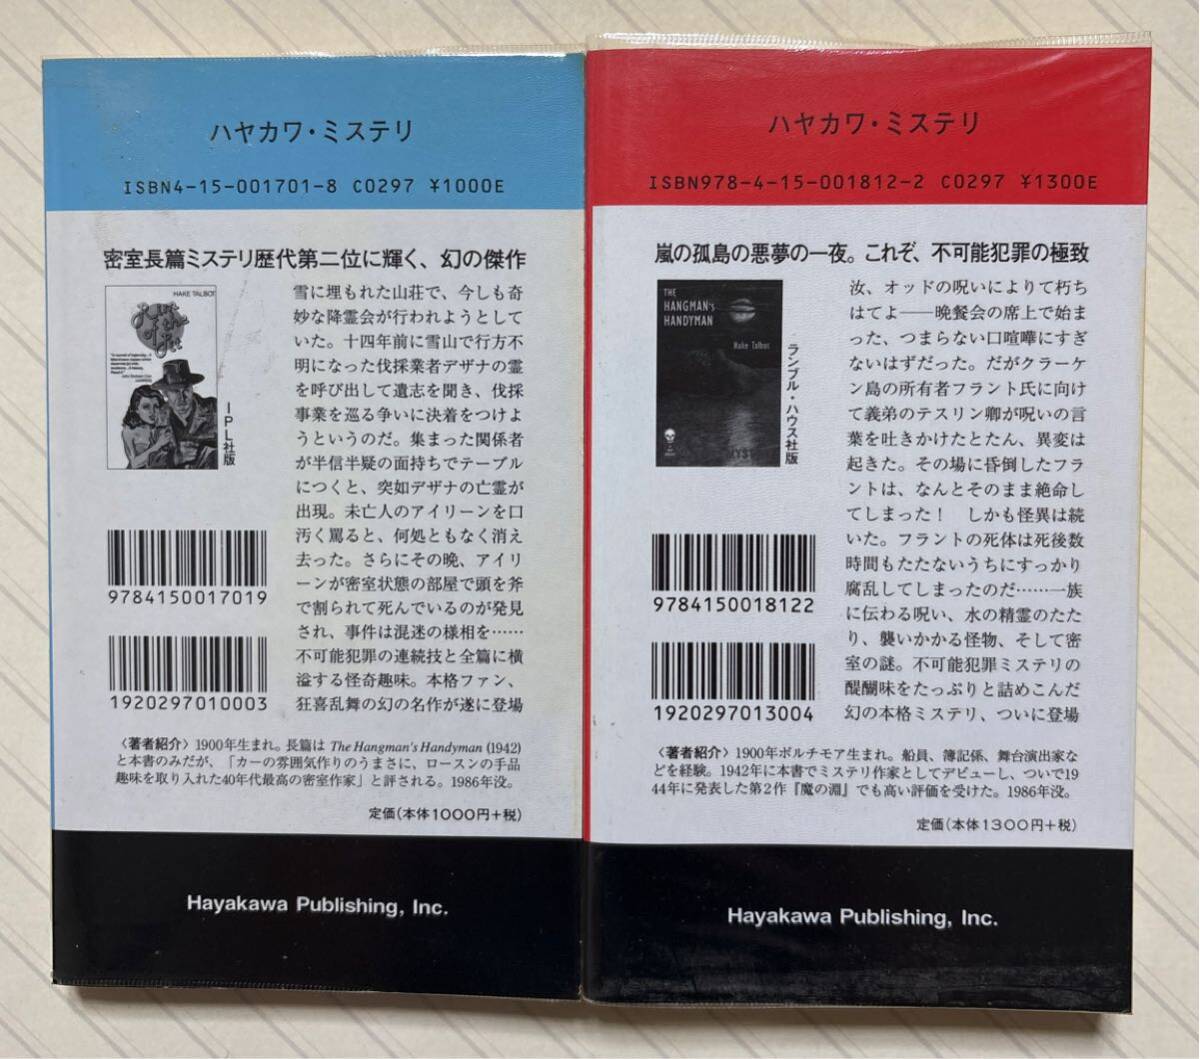 ハヤカワ・ミステリ
ISBN4-15-001701-8 C0297 ¥1000E
密室長篇ミステリ歴代第二位に輝く、幻の傑作
HAKE TALBOT
Rim of the Pit
IPL社版
雪に埋もれた山荘で、今しも奇
妙な降霊会が行われようとして
いた。十四年前に雪山で行方不
明になった伐採業者デザナの霊
を呼び出して遺志を聞き、伐採
事業を巡る争いに決着をつけよ
うというのだ。集まった関係者
が半信半疑の面持ちでテーブル
につくと、突如デザナの亡霊が
出現。未亡人のアイリーンを口
汚く罵ると、何処ともなく消え
去った。さらにその晩、アイリ
ーンが密室状態の部屋で頭を斧
で割られて死んでいるのが発見
され、事件は混迷の様相を……
不可能犯罪の連続技と全篇に横
溢する怪奇趣味。本格ファン、
狂喜乱舞の幻の名作が遂に登場
9784150017019
1920297010003
〈著者紹介〉1900年生まれ。長篇は The Hangman's Handyman (1942)
と本書のみだが、「カーの雰囲気作りのうまさに、ロースンの手品
趣味を取り入れた40年代最高の密室作家」と評される。1986年没。
定価(本体1000円+税)
Hayakawa Publishing, Inc.
ハヤカワ・ミステリ
ISBN978-4-15-001812-2 C0297 ¥1300E
嵐の孤島の悪夢の一夜。これぞ、不可能犯罪の極致
THE
HANGMAN'S
HANDYMAN
Hake Talbot
ランブル・ハウス社版
汝、オッドの呪いによりて朽ち
はてよ――晩餐会の席上で始ま
った、つまらない口喧嘩にすぎ
ないはずだった。だがクラーケ
ン島の所有者フラント氏に向け
て義弟のテスリン卿が呪いの言
葉を吐きかけたとたん、異変は
起きた。その場に昏倒したフラ
ントは、なんとそのまま絶命し
てしまった！　しかも怪異は続
いた。フラントの死体は死後数
時間もたたないうちにすっかり
腐乱してしまったのだ……一族
に伝わる呪い、水の精霊のたた
り、襲いかかる怪物、そして密
室の謎。不可能犯罪ミステリの
醍醐味をたっぷりと詰めこんだ
幻の本格ミステリ、ついに登場
9784150018122
1920297013004
〈著者紹介〉1900年ボルチモア生まれ。船員、簿記係、舞台演出家な
どを経験。1942年に本書でミステリ作家としてデビューし、ついで19
44年に発表した第2作『魔の淵』でも高い評価を受けた。1986年没。
定価(本体1300円+税)
Hayakawa Publishing, Inc.